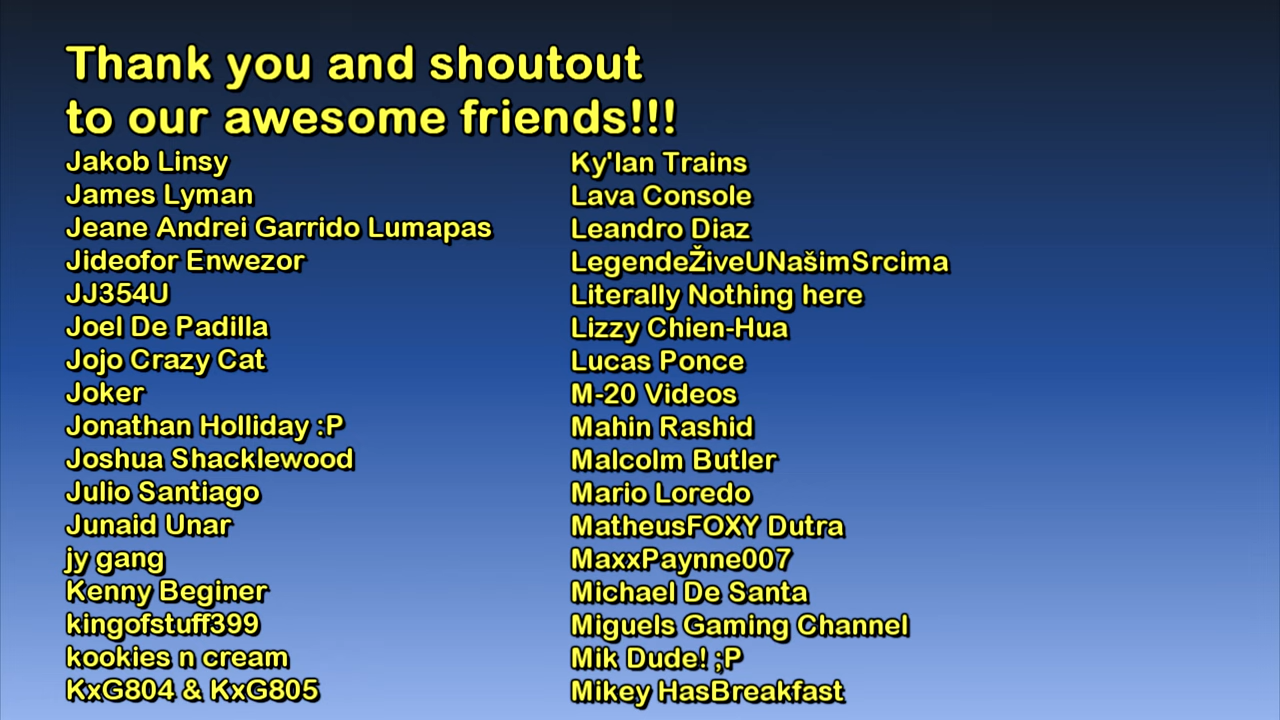 Thank you and shoutout
to our awesome friends!!!
Jakob Linsy
James Lyman
Jeane Andrei Garrido Lumapas
Jideofor Enwezor
JJ354U
Joel De Padilla
Jojo Crazy Cat
Joker
Jonathan Holliday :P
Joshua Shacklewood
Julio Santiago
Junaid Unar
jy gang
Kenny Beginer
kingofstuff399
kookies n cream
KxG804 & KxG805
Ky'lan Trains
Lava Console
Leandro Diaz
LegendeŽiveUNašimSrcima
Literally Nothing here
Lizzy Chien-Hua
Lucas Ponce
M-20 Videos
Mahin Rashid
Malcolm Butler
Mario Loredo
MatheusFOXY Dutra
MaxxPaynne007
Michael De Santa
Miguels Gaming Channel
Mik Dude! ;P
Mikey HasBreakfast